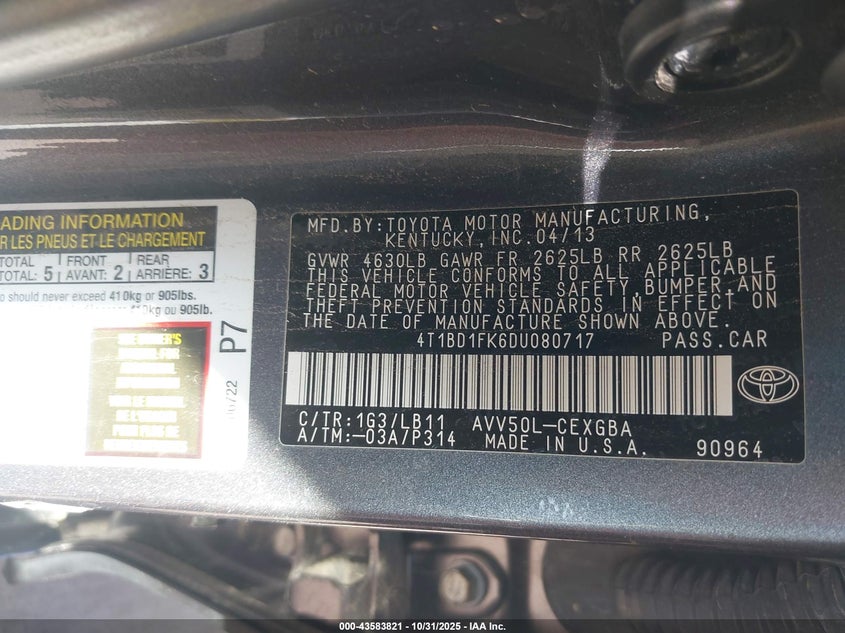 ADING INFORMATION
R LES PNEUS ET LE CHARGEMENT
TOTAL: 5 FRONT AVANT: 2 REAR ARRIÈRE: 3
should never exceed 410kg or 905lbs.
kg ou 905lb.
P7
MFD.BY:TOYOTA MOTOR MANUFACTURING,
KENTUCKY, INC. 04/13
GVWR 4630LB GAWR FR 2625LB RR 2625LB
THIS VEHICLE CONFORMS TO ALL APPLICABLE
FEDERAL MOTOR VEHICLE SAFETY, BUMPER, AND
THEFT PREVENTION STANDARDS IN EFFECT ON
THE DATE OF MANUFACTURE SHOWN ABOVE.
4T1BD1FK6DU080717 PASS.CAR
C/TR:1G3/LB11 AVV50L-CEXGBA
A/TM:-03A7P314 MADE IN U.S.A. 90964
000-43583821 - 10/31/2025 - IAA Inc.